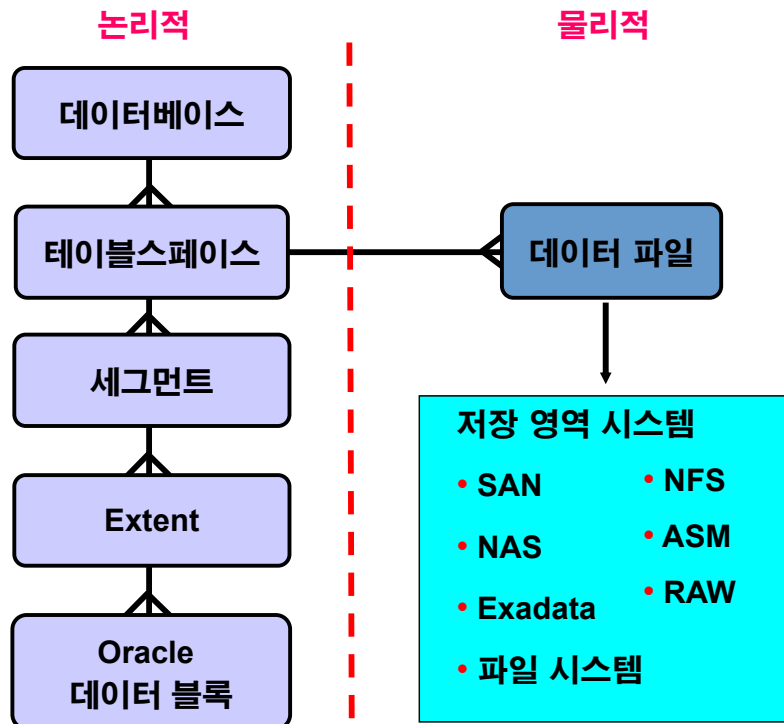 논리적
물리적
데이터베이스
테이블스페이스
데이터 파일
세그먼트
Extent
Oracle
데이터 블록
저장 영역 시스템
• SAN
• NAS
• Exadata
• 파일 시스템
• NFS
• ASM
• RAW